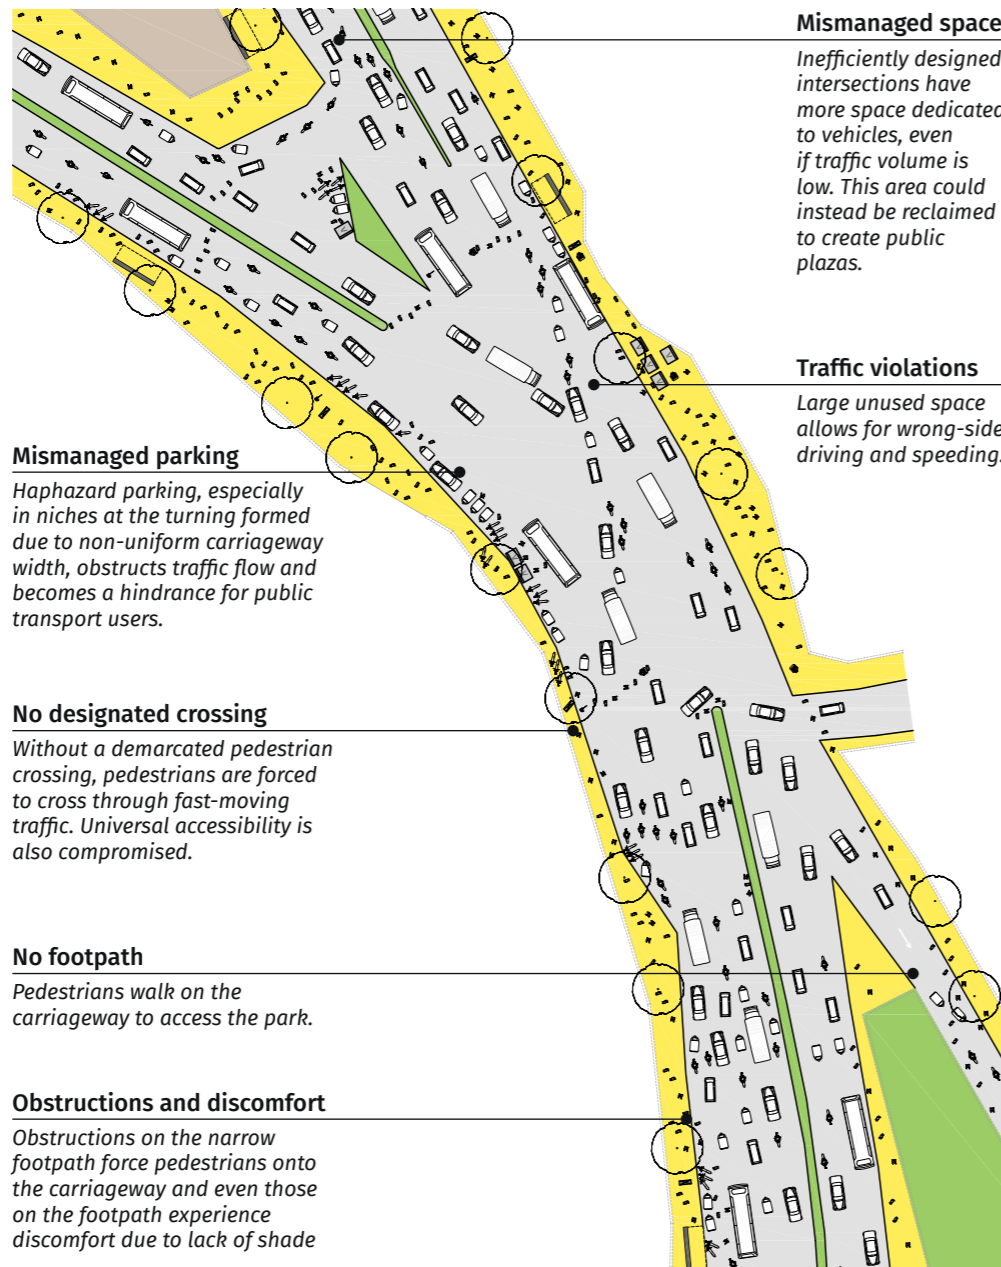 Mismanaged space
Inefficiently designed
intersections have
more space dedicated
to vehicles, even
if traffic volume is
low. This area could
instead be reclaimed
to create public
plazas.
Traffic violations
Large unused space
allows for wrong-side
driving and speeding.
Mismanaged parking
Haphazard parking, especially
in niches at the turning formed
due to non-uniform carriageway
width, obstructs traffic flow and
becomes a hindrance for public
transport users.
No designated crossing
Without a demarcated pedestrian
crossing, pedestrians are forced
to cross through fast-moving
traffic. Universal accessibility is
also compromised.
No footpath
Pedestrians walk on the
carriageway to access the park.
Obstructions and discomfort
Obstructions on the narrow
footpath force pedestrians onto
the carriageway and even those
on the footpath experience
discomfort due to lack of shade